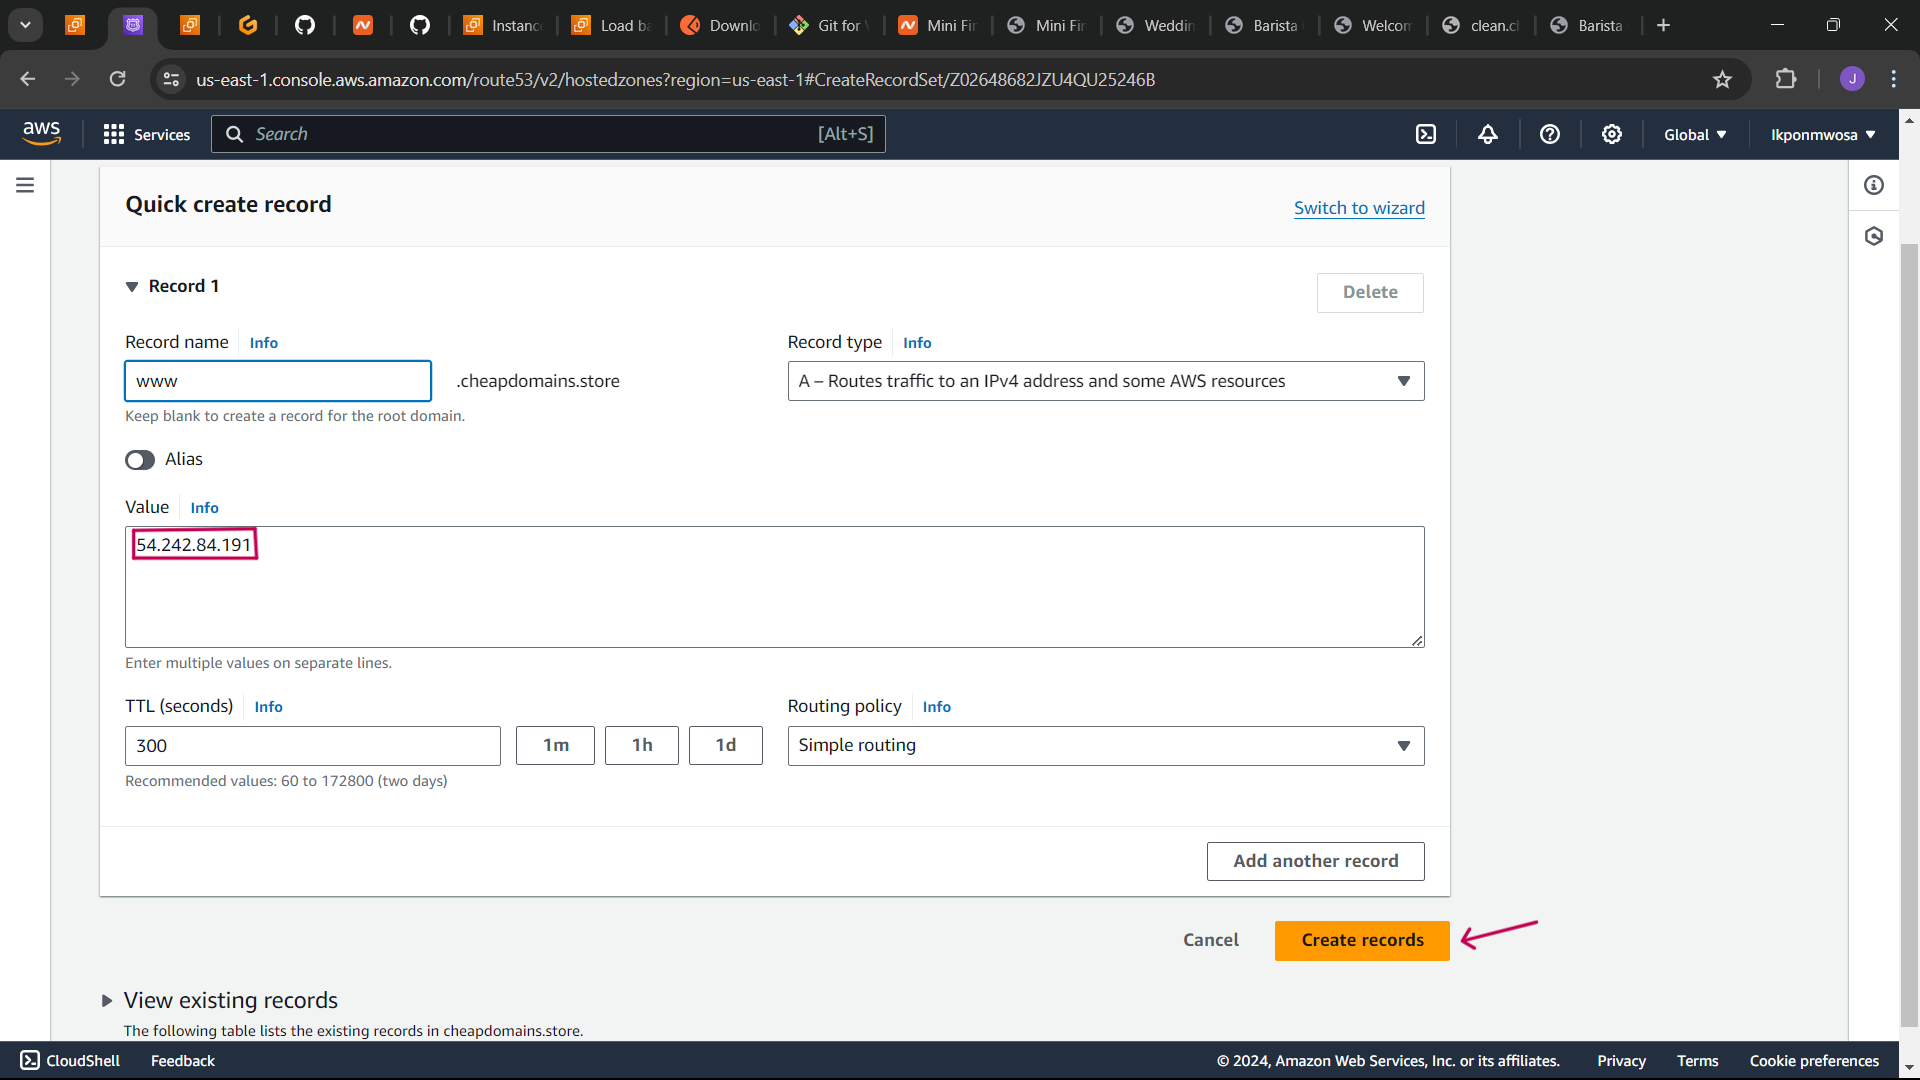 Instanc
Load ba
Downlo
Git for
Mini Fir
Mini Fir
Weddin
Barista
Welcom
clean.c
Barista
us-east-1.console.aws.amazon.com/route53/v2/hostedzones?region=us-east-1#CreateRecordSet/Z02648682JZU4QU25246B
J
aws
Services
Search
[Alt+S]
Global
Ikponmwosa
Quick create record
Switch to wizard
Record 1
Delete
Record name Info
Record type Info
www
.cheapdomains.store
A – Routes traffic to an IPv4 address and some AWS resources
Keep blank to create a record for the root domain.
Alias
Value Info
54.242.84.191
Enter multiple values on separate lines.
TTL (seconds) Info
Routing policy Info
300
1m
1h
1d
Simple routing
Recommended values: 60 to 172800 (two days)
Add another record
Cancel
Create records
View existing records
The following table lists the existing records in cheapdomains.store.
CloudShell
Feedback
© 2024, Amazon Web Services, Inc. or its affiliates.
Privacy
Terms
Cookie preferences